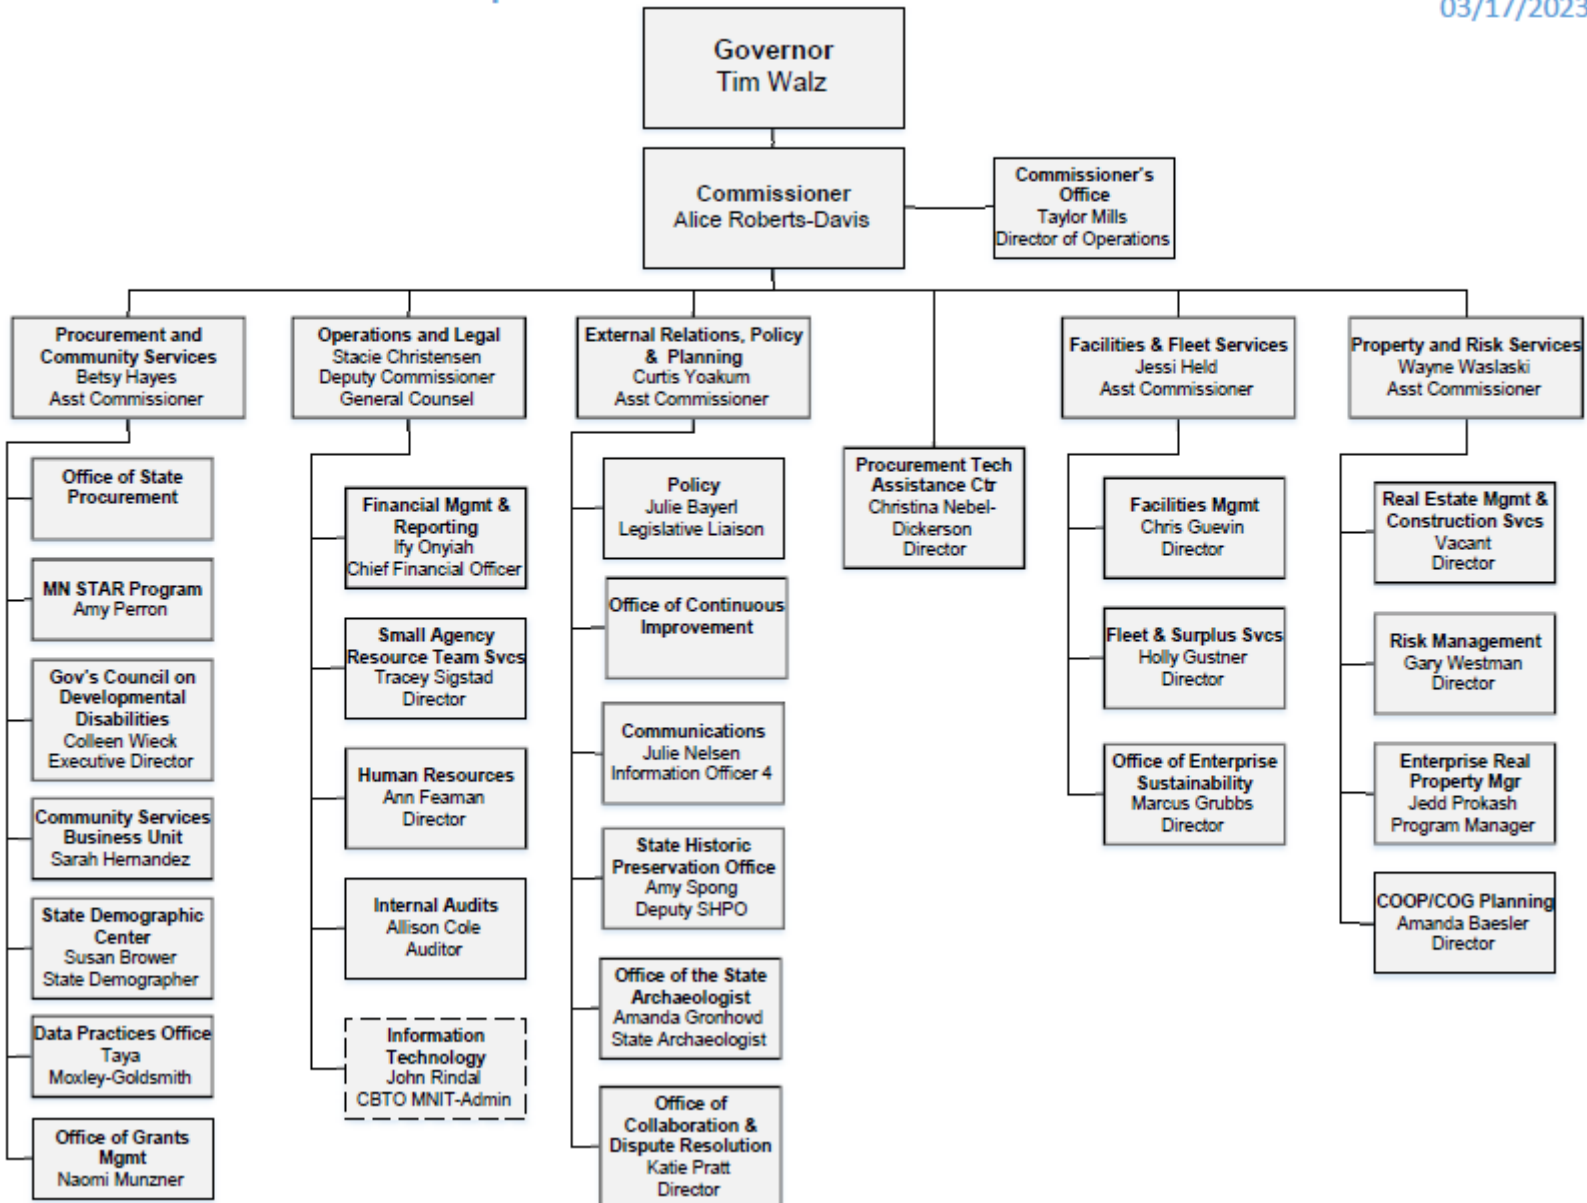 03/17/2023
Governor
Tim Walz
Commissioner
Alice Roberts-Davis
Commissioner's
Office
Taylor Mills
Director of Operations
Procurement and
Community Services
Betsy Hayes
Asst Commissioner
Operations and Legal
Stacie Christensen
Deputy Commissioner
General Counsel
External Relations, Policy
& Planning
Curtis Yoakum
Asst Commissioner
Facilities & Fleet Services
Jessi Held
Asst Commissioner
Property and Risk Services
Wayne Waslaski
Asst Commissioner
Office of State
Procurement
MN STAR Program
Amy Perron
Gov's Council on
Developmental
Disabilities
Colleen Wieck
Executive Director
Community Services
Business Unit
Sarah Hernandez
State Demographic
Center
Susan Brower
State Demographer
Data Practices Office
Taya
Moxley-Goldsmith
Office of Grants
Mgmt
Naomi Munzner
Financial Mgmt &
Reporting
Ify Onyiah
Chief Financial Officer
Small Agency
Resource Team Svcs
Tracey Sigstad
Director
Human Resources
Ann Feaman
Director
Internal Audits
Allison Cole
Auditor
Information
Technology
John Rindal
CBTO MNIT-Admin
Policy
Julie Bayerl
Legislative Liaison
Office of Continuous
Improvement
Communications
Julie Nelsen
Information Officer 4
State Historic
Preservation Office
Amy Spong
Deputy SHPO
Office of the State
Archaeologist
Amanda Gronhovd
State Archaeologist
Office of
Collaboration &
Dispute Resolution
Katie Pratt
Director
Procurement Tech
Assistance Ctr
Christina Nebel-
Dickerson
Director
Facilities Mgmt
Chris Guevin
Director
Fleet & Surplus Svcs
Holly Gustner
Director
Office of Enterprise
Sustainability
Marcus Grubbs
Director
Real Estate Mgmt &
Construction Svcs
Vacant
Director
Risk Management
Gary Westman
Director
Enterprise Real
Property Mgr
Jedd Prokash
Program Manager
COOP/COG Planning
Amanda Baesler
Director